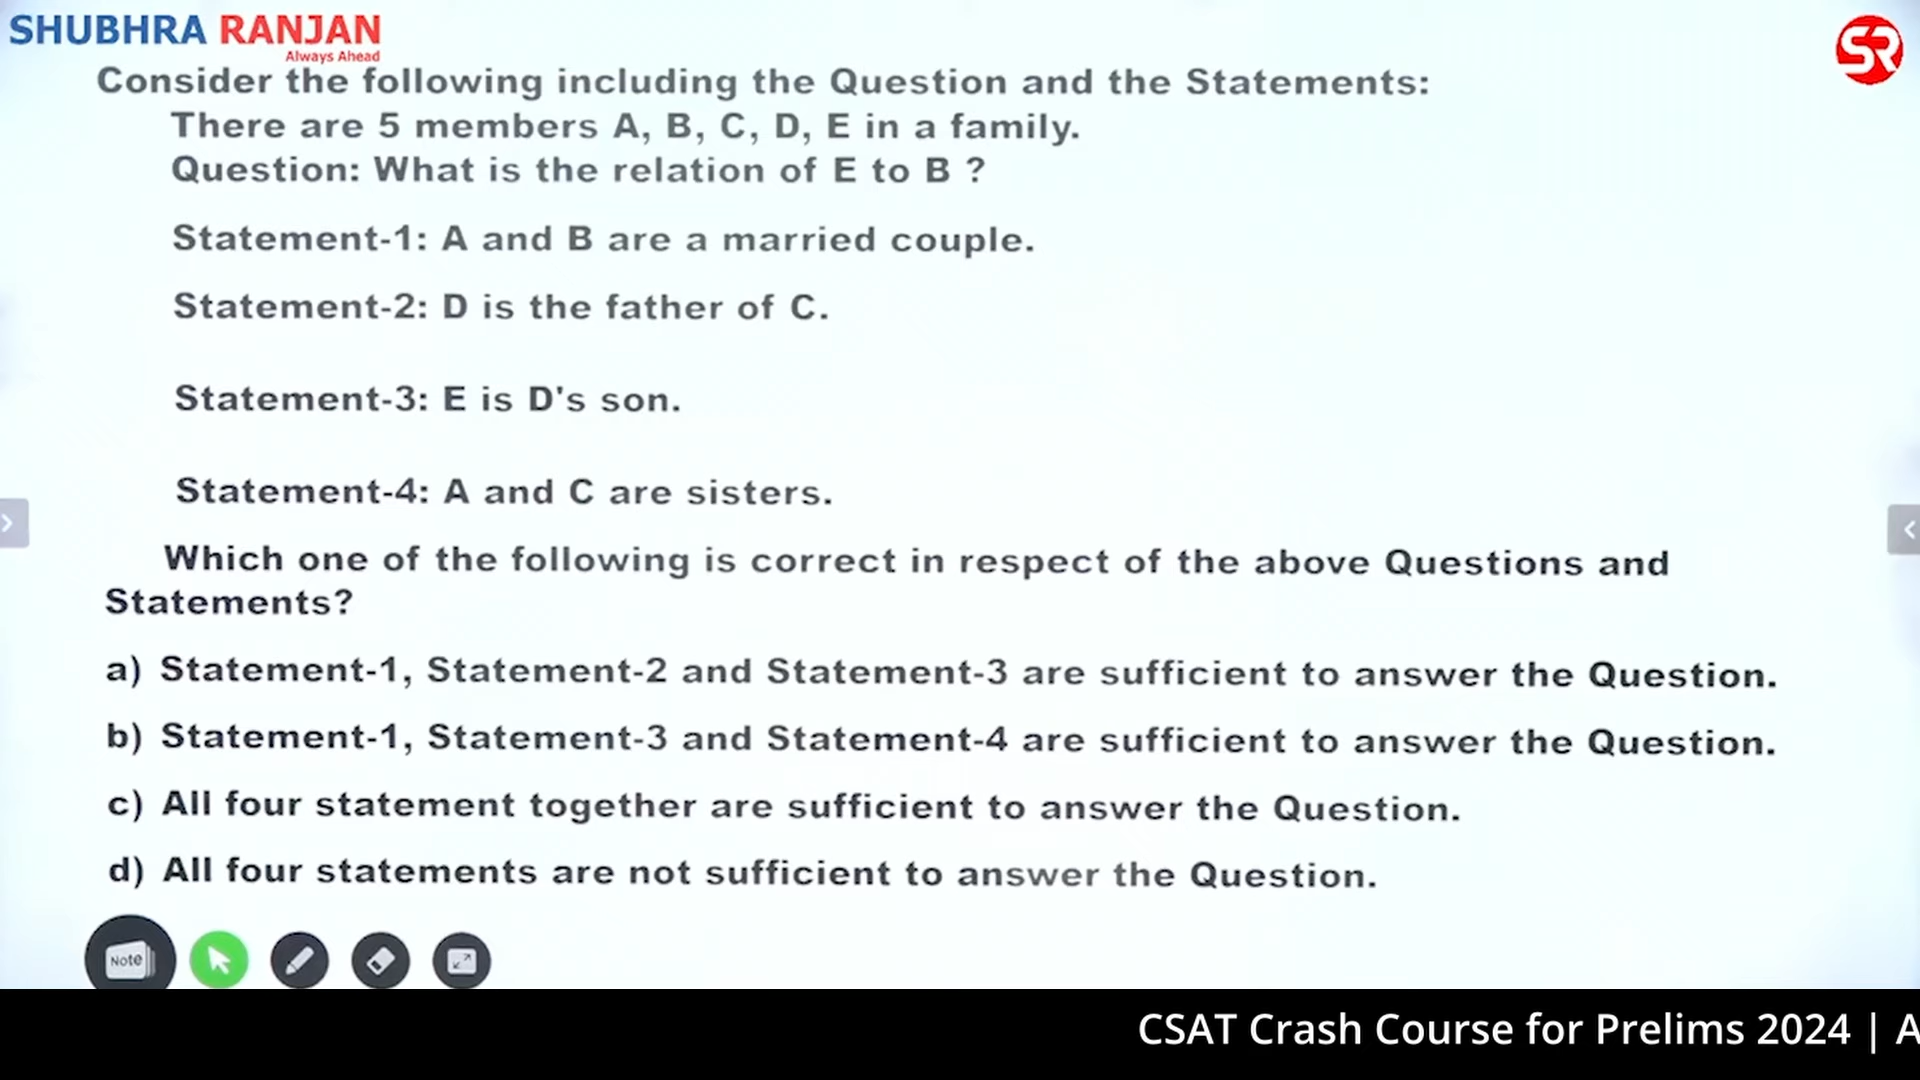 SHUBHRA RANJAN
Always Ahead
SR
Consider the following including the Question and the Statements:
There are 5 members A, B, C, D, E in a family.
Question: What is the relation of E to B ?
Statement-1: A and B are a married couple.
Statement-2: D is the father of C.
Statement-3: E is D's son.
Statement-4: A and C are sisters.
Which one of the following is correct in respect of the above Questions and
Statements?
a) Statement-1, Statement-2 and Statement-3 are sufficient to answer the Question.
b) Statement-1, Statement-3 and Statement-4 are sufficient to answer the Question.
c) All four statement together are sufficient to answer the Question.
d) All four statements are not sufficient to answer the Question.
Note
CSAT Crash Course for Prelims 2024 | A